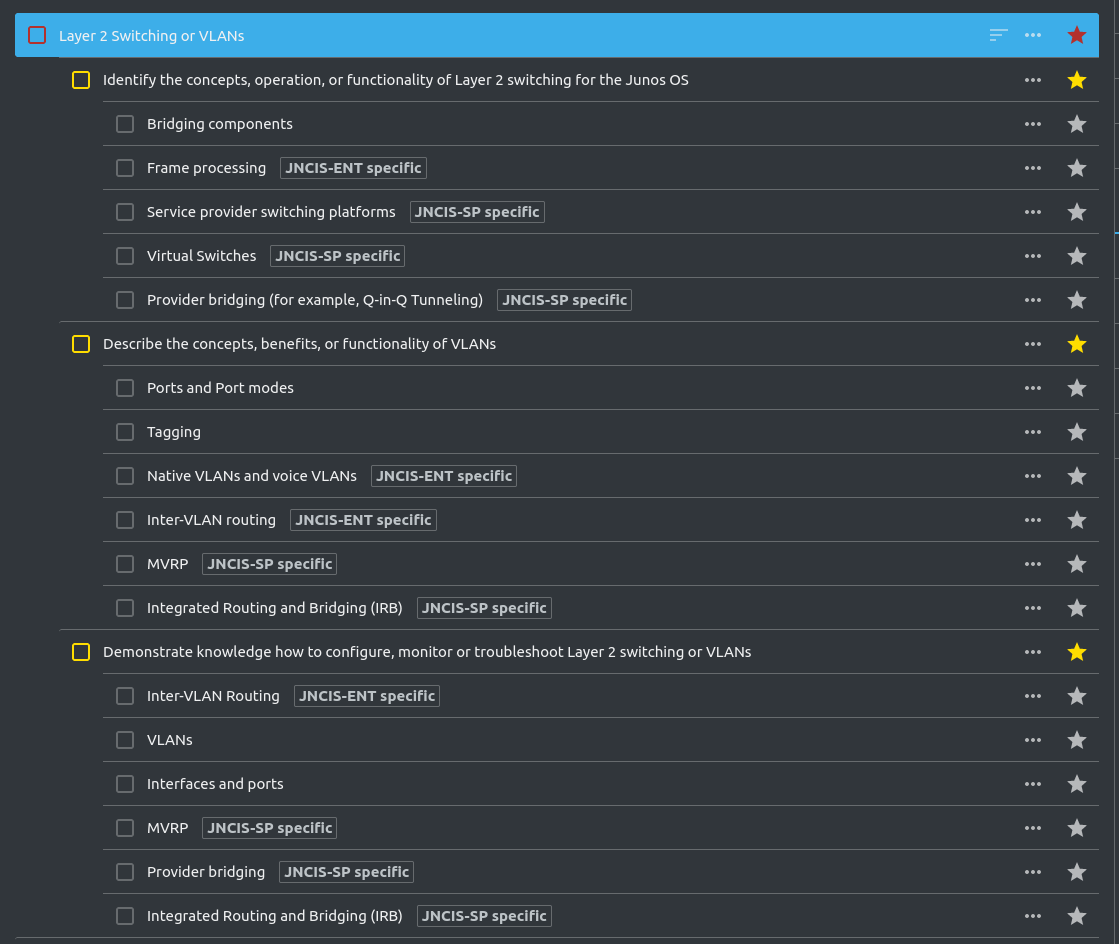 Layer 2 Switching or VLANs
Identify the concepts, operation, or functionality of Layer 2 switching for the Junos OS
Bridging components
Frame processing JNCIS-ENT specific
Service provider switching platforms JNCIS-SP specific
Virtual Switches JNCIS-SP specific
Provider bridging (for example, Q-in-Q Tunneling) JNCIS-SP specific
Describe the concepts, benefits, or functionality of VLANs
Ports and Port modes
Tagging
Native VLANs and voice VLANs JNCIS-ENT specific
Inter-VLAN routing JNCIS-ENT specific
MVRP JNCIS-SP specific
Integrated Routing and Bridging (IRB) JNCIS-SP specific
Demonstrate knowledge how to configure, monitor or troubleshoot Layer 2 switching or VLANs
Inter-VLAN Routing JNCIS-ENT specific
VLANs
Interfaces and ports
MVRP JNCIS-SP specific
Provider bridging JNCIS-SP specific
Integrated Routing and Bridging (IRB) JNCIS-SP specific